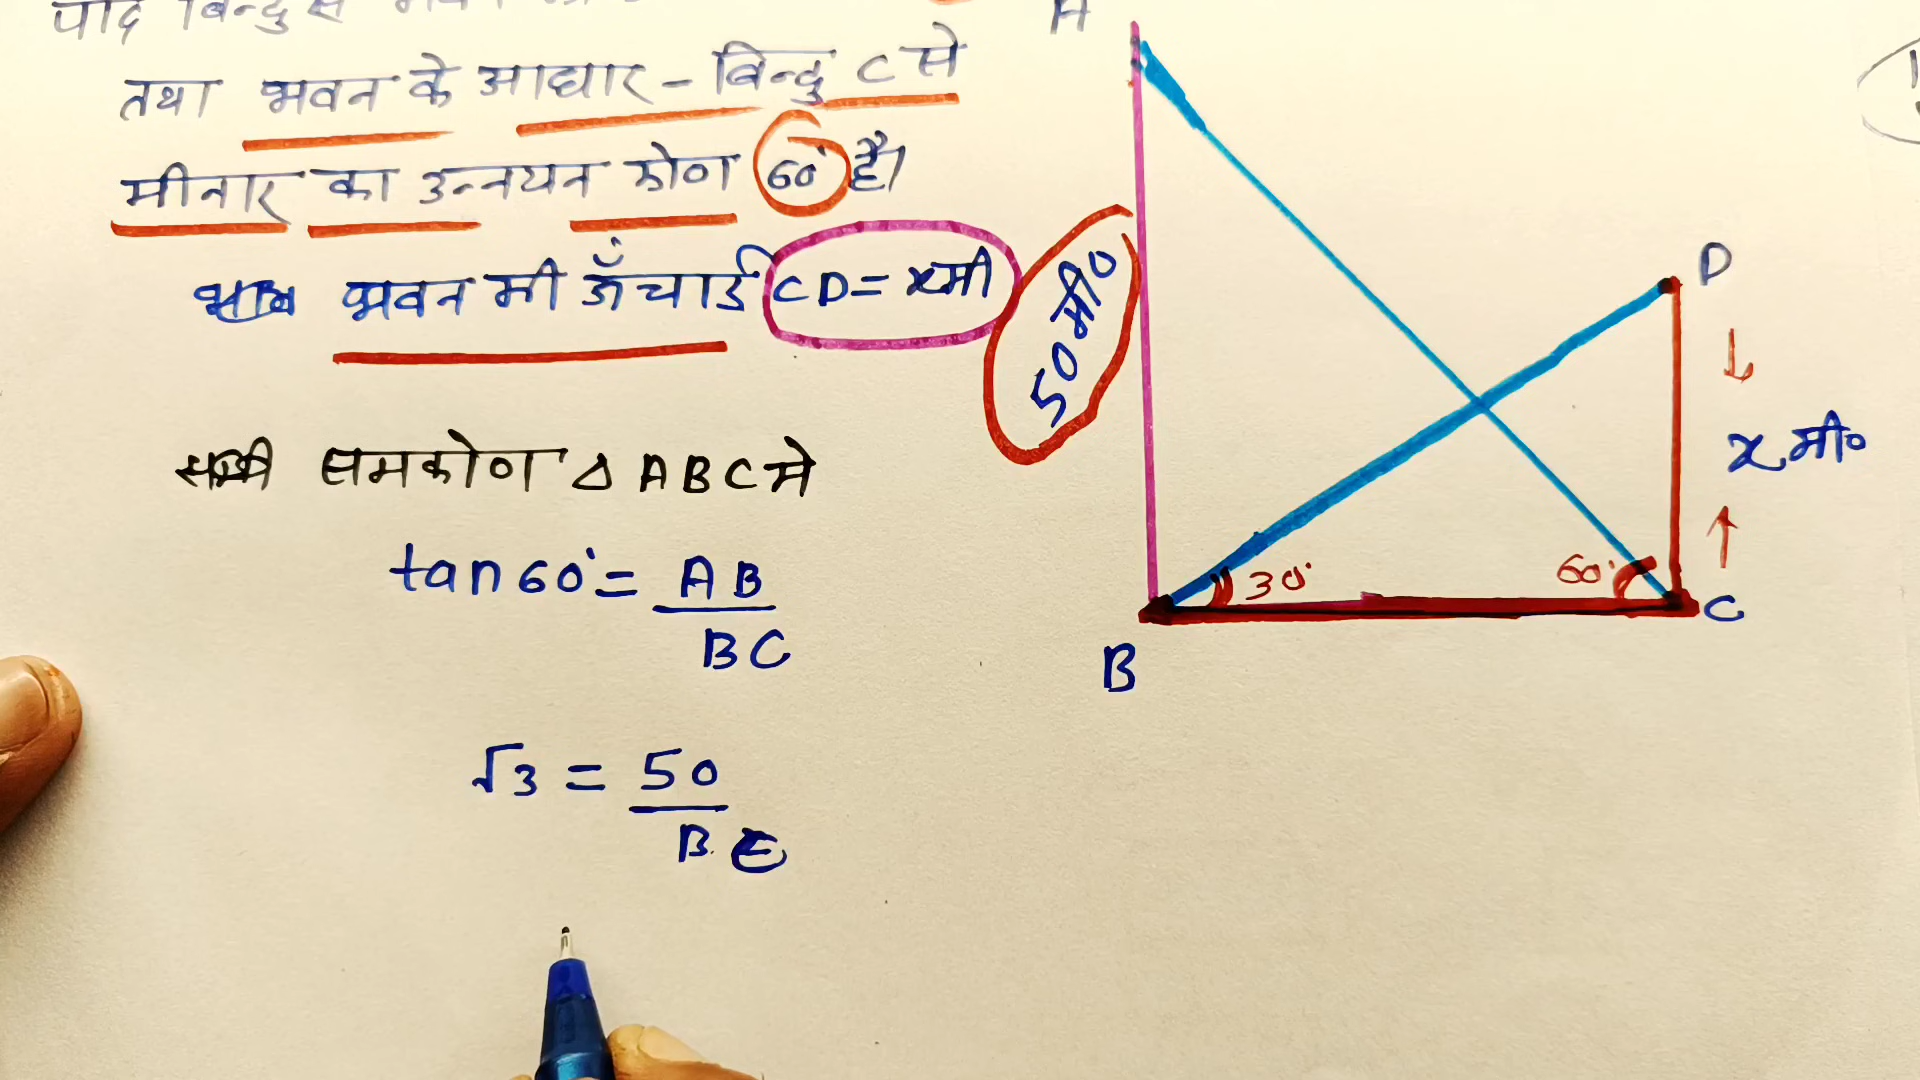 पाद बिन्दु से
तथा भवन के आधार - बिन्दु C से
मीनार का उन्नयन कोण 60° है।
भवन की ऊँचाई CD = x मी
समकोण Δ ABC मे
tan 60° = AB
BC
√3 = 50
BC
A
50 मी०
D
x मी०
30°
60°
B
C